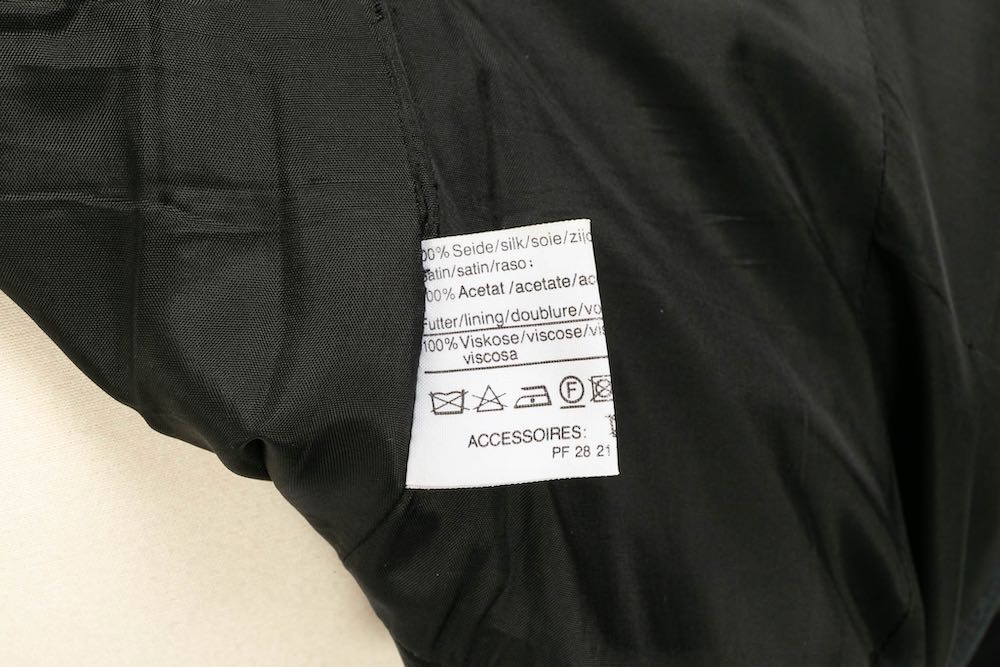 00% Seide/silk/soie/zijd
satin/satin/raso:
100% Acetat/acetate/ac
Futter/lining/doublure/vo
100% Viskose/viscose/vis
viscosa
F
ACCESSOIRES:
PF 28 21